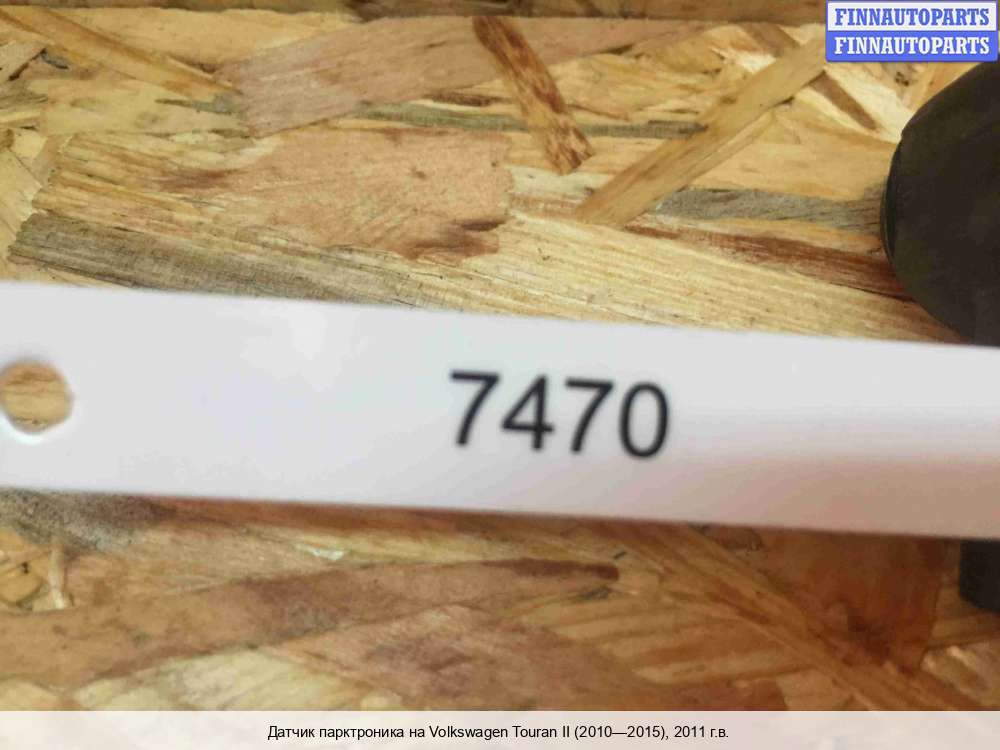 FINNAUTOPARTS
FINNAUTOPARTS
7470
Датчик парктроника на Volkswagen Touran II (2010—2015), 2011 г.в.